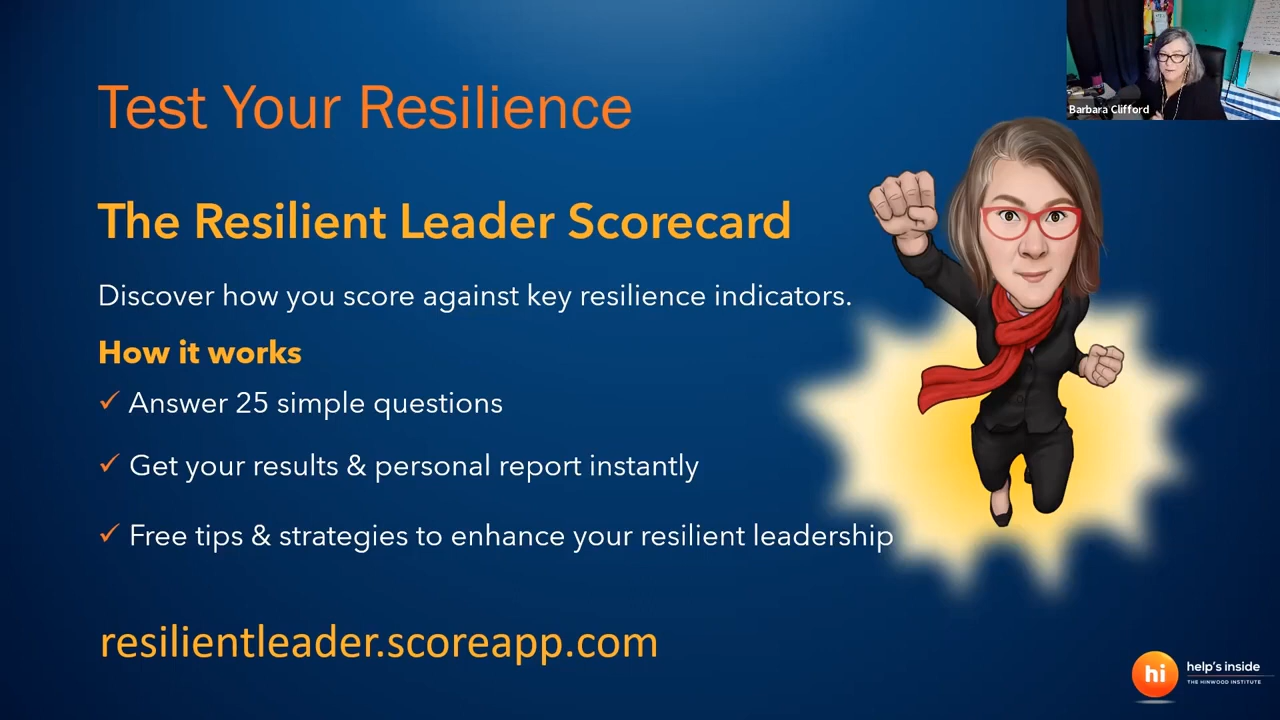 Test Your Resilience
Barbara Clifford
The Resilient Leader Scorecard
Discover how you score against key resilience indicators.
How it works
✓ Answer 25 simple questions
✓ Get your results & personal report instantly
✓ Free tips & strategies to enhance your resilient leadership
resilientleader.scoreapp.com
hi
help's inside
THE HINWOOD INSTITUTE